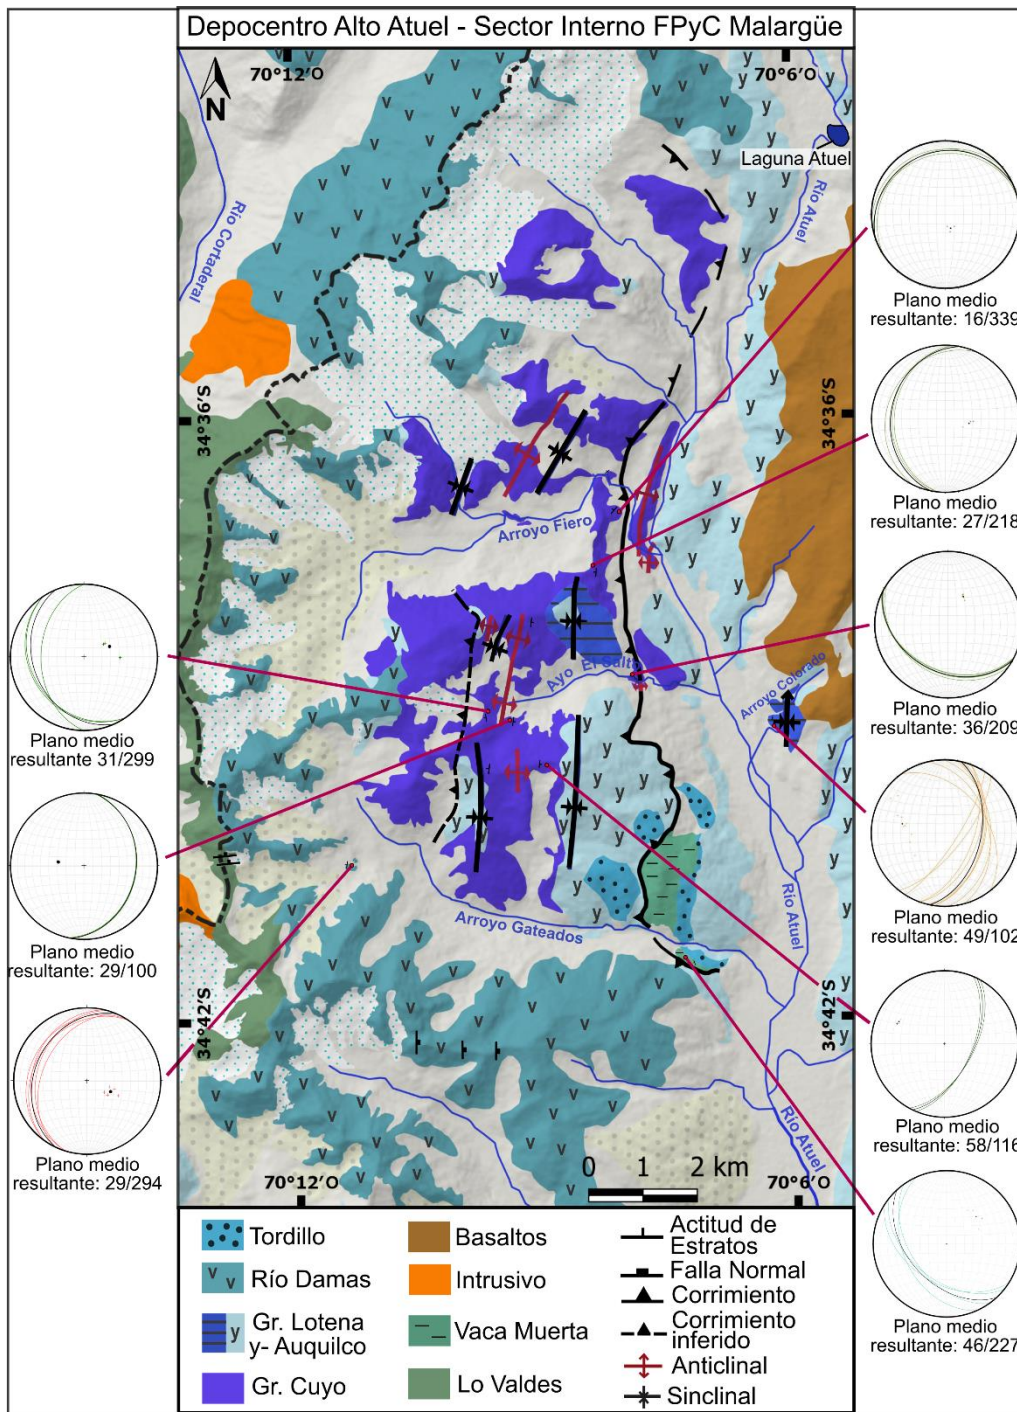 Depocentro Alto Atuel - Sector Interno FPyC Malargüe
70°12'O
70°6'O
N
Laguna Atuel
Río Cortaderal
Río Atuel
Plano medio
resultante: 16/339
34°36'S
34°36'S
Plano medio
resultante: 27/218
Arroyo Fiero
Ayo El Salto
Arroyo Colorado
Plano medio
resultante: 36/209
Plano medio
resultante 31/299
Plano medio
resultante: 49/102
Arroyo Gateados
Río Atuel
Plano medio
resultante: 29/100
34°42'S
34°42'S
Plano medio
resultante: 58/116
Río Atuel
Plano medio
resultante: 29/294
0 1 2 km
70°12'O
70°6'O
Plano medio
resultante: 46/227
Tordillo
Río Damas
Gr. Lotena
y- Auquilco
y
Gr. Cuyo
Basaltos
Intrusivo
Vaca Muerta
Lo Valdes
Actitud de
Estratos
Falla Normal
Corrimiento
Corrimiento
inferido
Anticlinal
Sinclinal